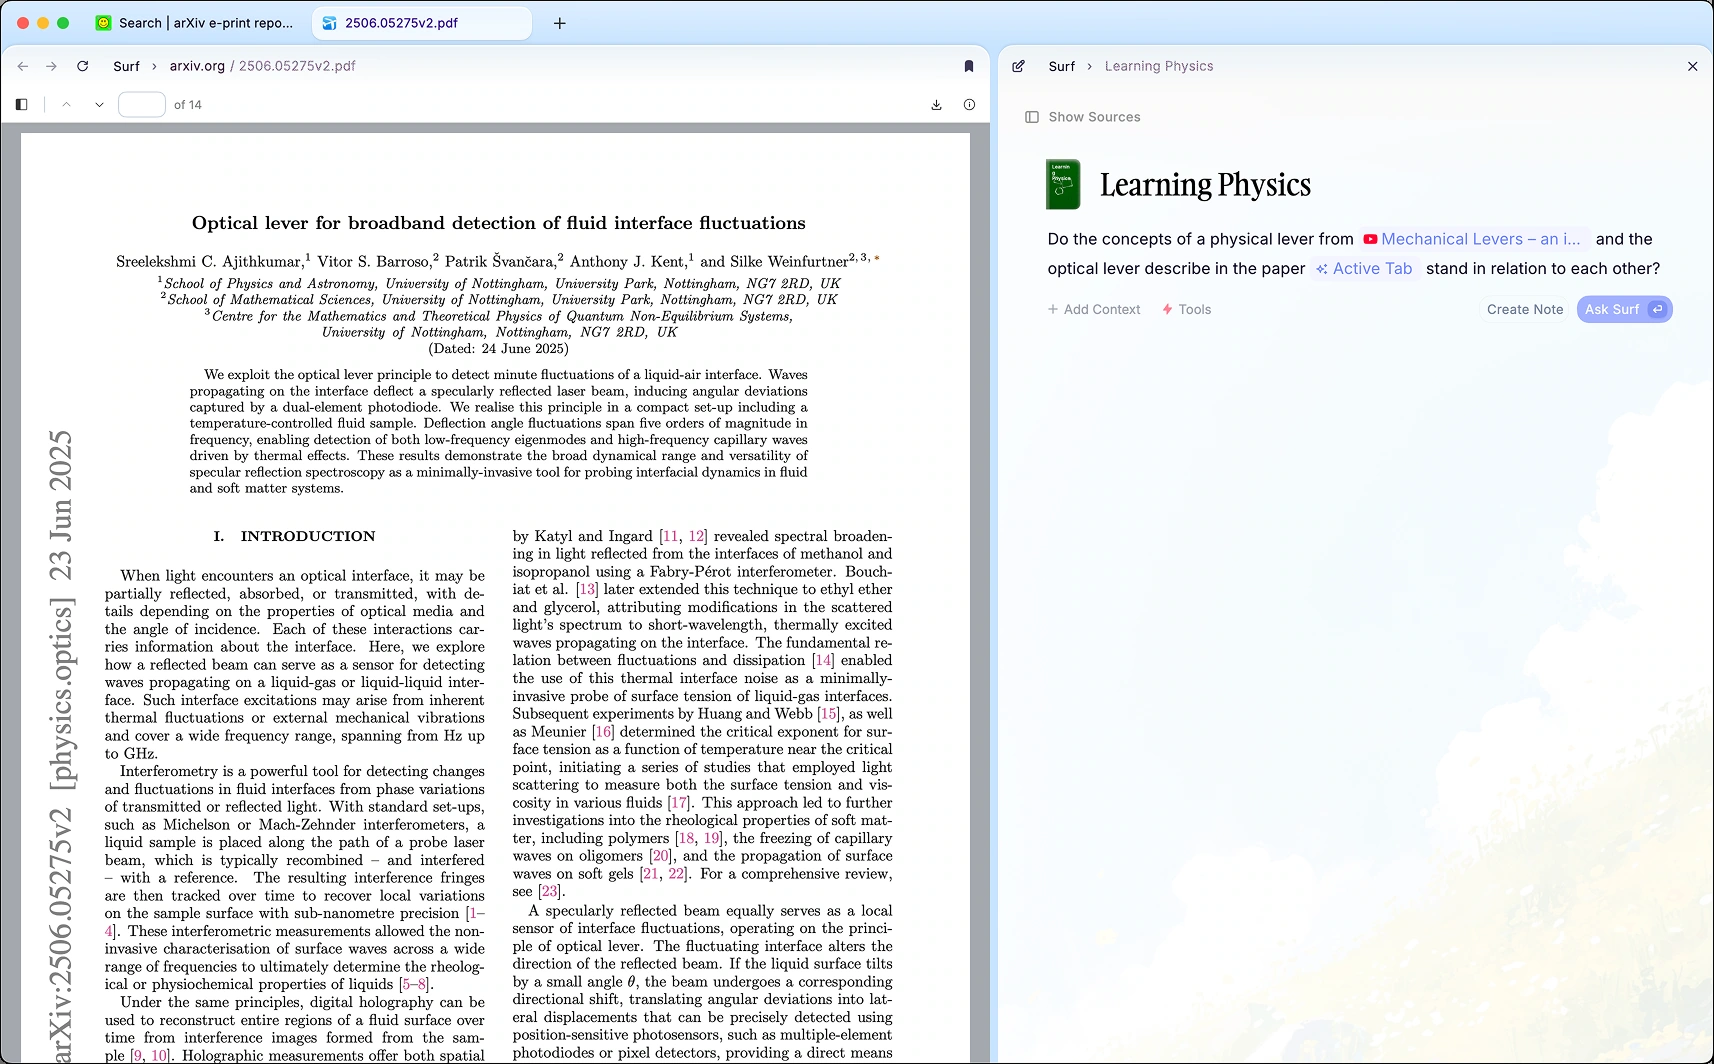 Search | arXiv e-print repo...
2506.05275v2.pdf
Surf › arxiv.org / 2506.05275v2.pdf
of 14
Optical lever for broadband detection of fluid interface fluctuations
Sreelekshmi C. Ajithkumar,1 Vitor S. Barroso,2 Patrik Švančara,2 Anthony J. Kent,1 and Silke Weinfurtner2, 3, *
1School of Physics and Astronomy, University of Nottingham, University Park, Nottingham, NG7 2RD, UK
2School of Mathematical Sciences, University of Nottingham, University Park, Nottingham, NG7 2RD, UK
3Centre for the Mathematics and Theoretical Physics of Quantum Non-Equilibrium Systems,
University of Nottingham, Nottingham, NG7 2RD, UK
(Dated: 24 June 2025)
We exploit the optical lever principle to detect minute fluctuations of a liquid-air interface. Waves
propagating on the interface deflect a specularly reflected laser beam, inducing angular deviations
captured by a dual-element photodiode. We realise this principle in a compact set-up including a
temperature-controlled fluid sample. Deflection angle fluctuations span five orders of magnitude in
frequency, enabling detection of both low-frequency eigenmodes and high-frequency capillary waves
driven by thermal effects. These results demonstrate the broad dynamical range and versatility of
specular reflection spectroscopy as a minimally-invasive tool for probing interfacial dynamics in fluid
and soft matter systems.
arXiv:2506.05275v2 [physics.optics] 23 Jun 2025
I. INTRODUCTION
When light encounters an optical interface, it may be
partially reflected, absorbed, or transmitted, with de-
tails depending on the properties of optical media and
the angle of incidence. Each of these interactions car-
ries information about the interface. Here, we explore
how a reflected beam can serve as a sensor for detecting
waves propagating on a liquid-gas or liquid-liquid inter-
face. Such interface excitations may arise from inherent
thermal fluctuations or external mechanical vibrations
and cover a wide frequency range, spanning from Hz up
to GHz.
Interferometry is a powerful tool for detecting changes
and fluctuations in fluid interfaces from phase variations
of transmitted or reflected light. With standard set-ups,
such as Michelson or Mach-Zehnder interferometers, a
liquid sample is placed along the path of a probe laser
beam, which is typically recombined – and interfered
– with a reference. The resulting interference fringes
are then tracked over time to recover local variations
on the sample surface with sub-nanometre precision [1–
4]. These interferometric measurements allowed the non-
invasive characterisation of surface waves across a wide
range of frequencies to ultimately determine the rheolog-
ical or physiochemical properties of liquids [5–8].
Under the same principles, digital holography can be
used to reconstruct entire regions of a fluid surface over
time from interference images formed from the sam-
ple [9, 10]. Holographic measurements offer both spatial
by Katyl and Ingard [11, 12] revealed spectral broaden-
ing in light reflected from the interfaces of methanol and
isopropanol using a Fabry-Pérot interferometer. Bouch-
iat et al. [13] later extended this technique to ethyl ether
and glycerol, attributing modifications in the scattered
light's spectrum to short-wavelength, thermally excited
waves propagating on the interface. The fundamental re-
lation between fluctuations and dissipation [14] enabled
the use of this thermal interface noise as a minimally-
invasive probe of surface tension of liquid-gas interfaces.
Subsequent experiments by Huang and Webb [15], as well
as Meunier [16] determined the critical exponent for sur-
face tension as a function of temperature near the critical
point, initiating a series of studies that employed light
scattering to measure both the surface tension and vis-
cosity in various fluids [17]. This approach led to further
investigations into the rheological properties of soft mat-
ter, including polymers [18, 19], the freezing of capillary
waves on oligomers [20], and the propagation of surface
waves on soft gels [21, 22]. For a comprehensive review,
see [23].
A specularly reflected beam equally serves as a local
sensor of interface fluctuations, operating on the princi-
ple of optical lever. The fluctuating interface alters the
direction of the reflected beam. If the liquid surface tilts
by a small angle θ, the beam undergoes a corresponding
directional shift, translating angular deviations into lat-
eral displacements that can be precisely detected using
position-sensitive photosensors, such as multiple-element
photodiodes or pixel detectors, providing a direct means
Surf › Learning Physics
Show Sources
Learnin
g
Physics
Learning Physics
Do the concepts of a physical lever from Mechanical Levers – an i... and the
optical lever describe in the paper Active Tab stand in relation to each other?
+ Add Context Tools Create Note Ask Surf